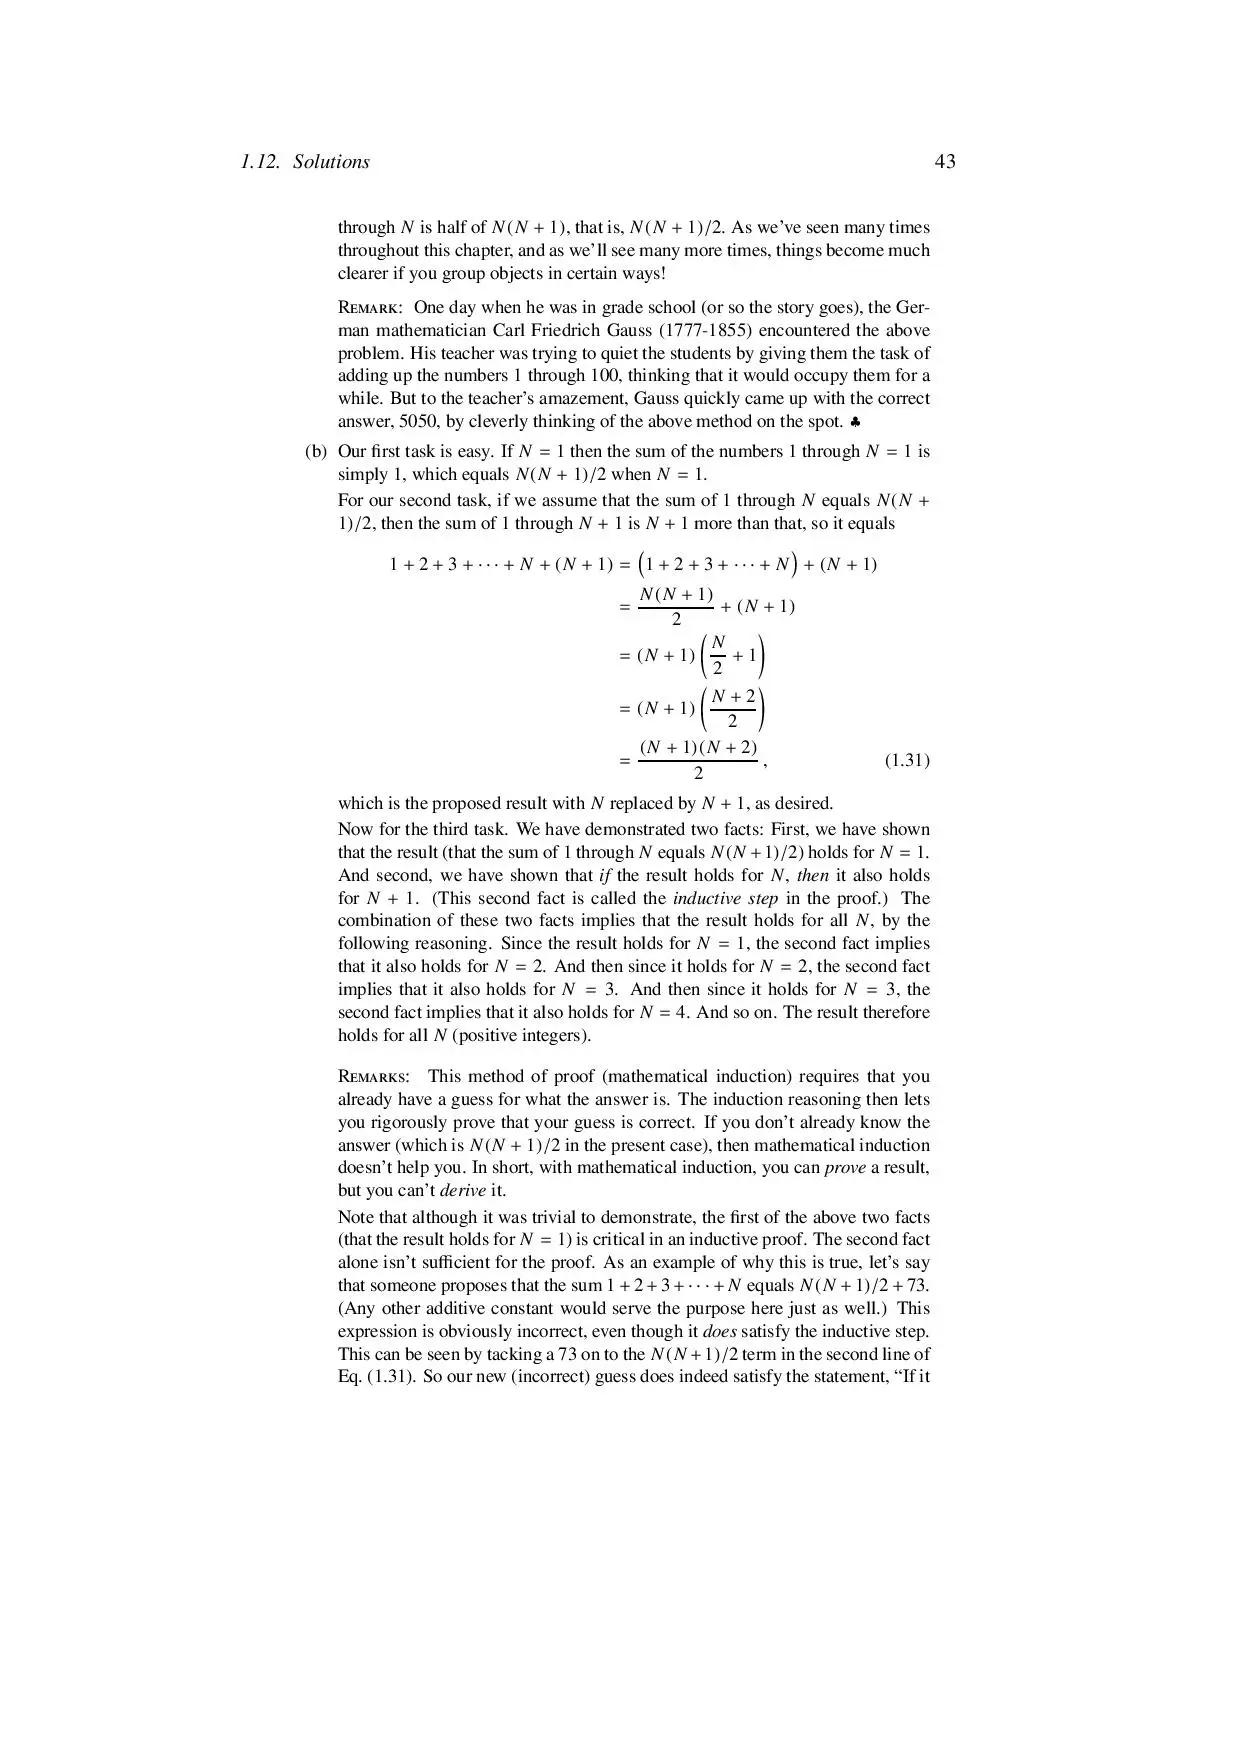 1.12. Solutions 43
through N is half of N(N + 1), that is, N(N + 1)/2. As we've seen many times
throughout this chapter, and as we'll see many more times, things become much
clearer if you group objects in certain ways!
Remark: One day when he was in grade school (or so the story goes), the Ger-
man mathematician Carl Friedrich Gauss (1777-1855) encountered the above
problem. His teacher was trying to quiet the students by giving them the task of
adding up the numbers 1 through 100, thinking that it would occupy them for a
while. But to the teacher's amazement, Gauss quickly came up with the correct
answer, 5050, by cleverly thinking of the above method on the spot. ♣
(b) Our first task is easy. If N = 1 then the sum of the numbers 1 through N = 1 is
simply 1, which equals N(N + 1)/2 when N = 1.
For our second task, if we assume that the sum of 1 through N equals N(N +
1)/2, then the sum of 1 through N + 1 is N + 1 more than that, so it equals
1 + 2 + 3 + · · · + N + (N + 1) = (1 + 2 + 3 + · · · + N) + (N + 1)
= N(N + 1)/2 + (N + 1)
= (N + 1) (N/2 + 1)
= (N + 1) ((N + 2)/2)
= (N + 1)(N + 2)/2 , (1.31)
which is the proposed result with N replaced by N + 1, as desired.
Now for the third task. We have demonstrated two facts: First, we have shown
that the result (that the sum of 1 through N equals N(N + 1)/2) holds for N = 1.
And second, we have shown that if the result holds for N, then it also holds
for N + 1. (This second fact is called the inductive step in the proof.) The
combination of these two facts implies that the result holds for all N, by the
following reasoning. Since the result holds for N = 1, the second fact implies
that it also holds for N = 2. And then since it holds for N = 2, the second fact
implies that it also holds for N = 3. And then since it holds for N = 3, the
second fact implies that it also holds for N = 4. And so on. The result therefore
holds for all N (positive integers).
Remarks: This method of proof (mathematical induction) requires that you
already have a guess for what the answer is. The induction reasoning then lets
you rigorously prove that your guess is correct. If you don't already know the
answer (which is N(N + 1)/2 in the present case), then mathematical induction
doesn't help you. In short, with mathematical induction, you can prove a result,
but you can't derive it.
Note that although it was trivial to demonstrate, the first of the above two facts
(that the result holds for N = 1) is critical in an inductive proof. The second fact
alone isn't sufficient for the proof. As an example of why this is true, let's say
that someone proposes that the sum 1 + 2 + 3 + · · · + N equals N(N + 1)/2 + 73.
(Any other additive constant would serve the purpose here just as well.) This
expression is obviously incorrect, even though it does satisfy the inductive step.
This can be seen by tacking a 73 on to the N(N + 1)/2 term in the second line of
Eq. (1.31). So our new (incorrect) guess does indeed satisfy the statement, “If it